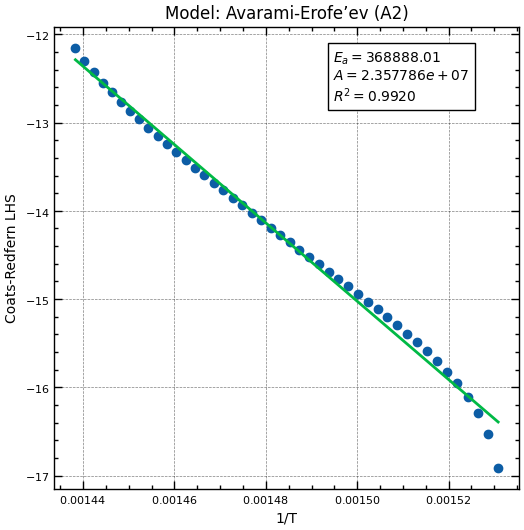 Model: Avarami-Erofe’ev (A2)
E_a = 368888.01
A = 2.357786e + 07
R² = 0.9920
−12
−13
−14
−15
−16
−17
Coats-Redfern LHS
0.00144 0.00146 0.00148 0.00150 0.00152
1/T